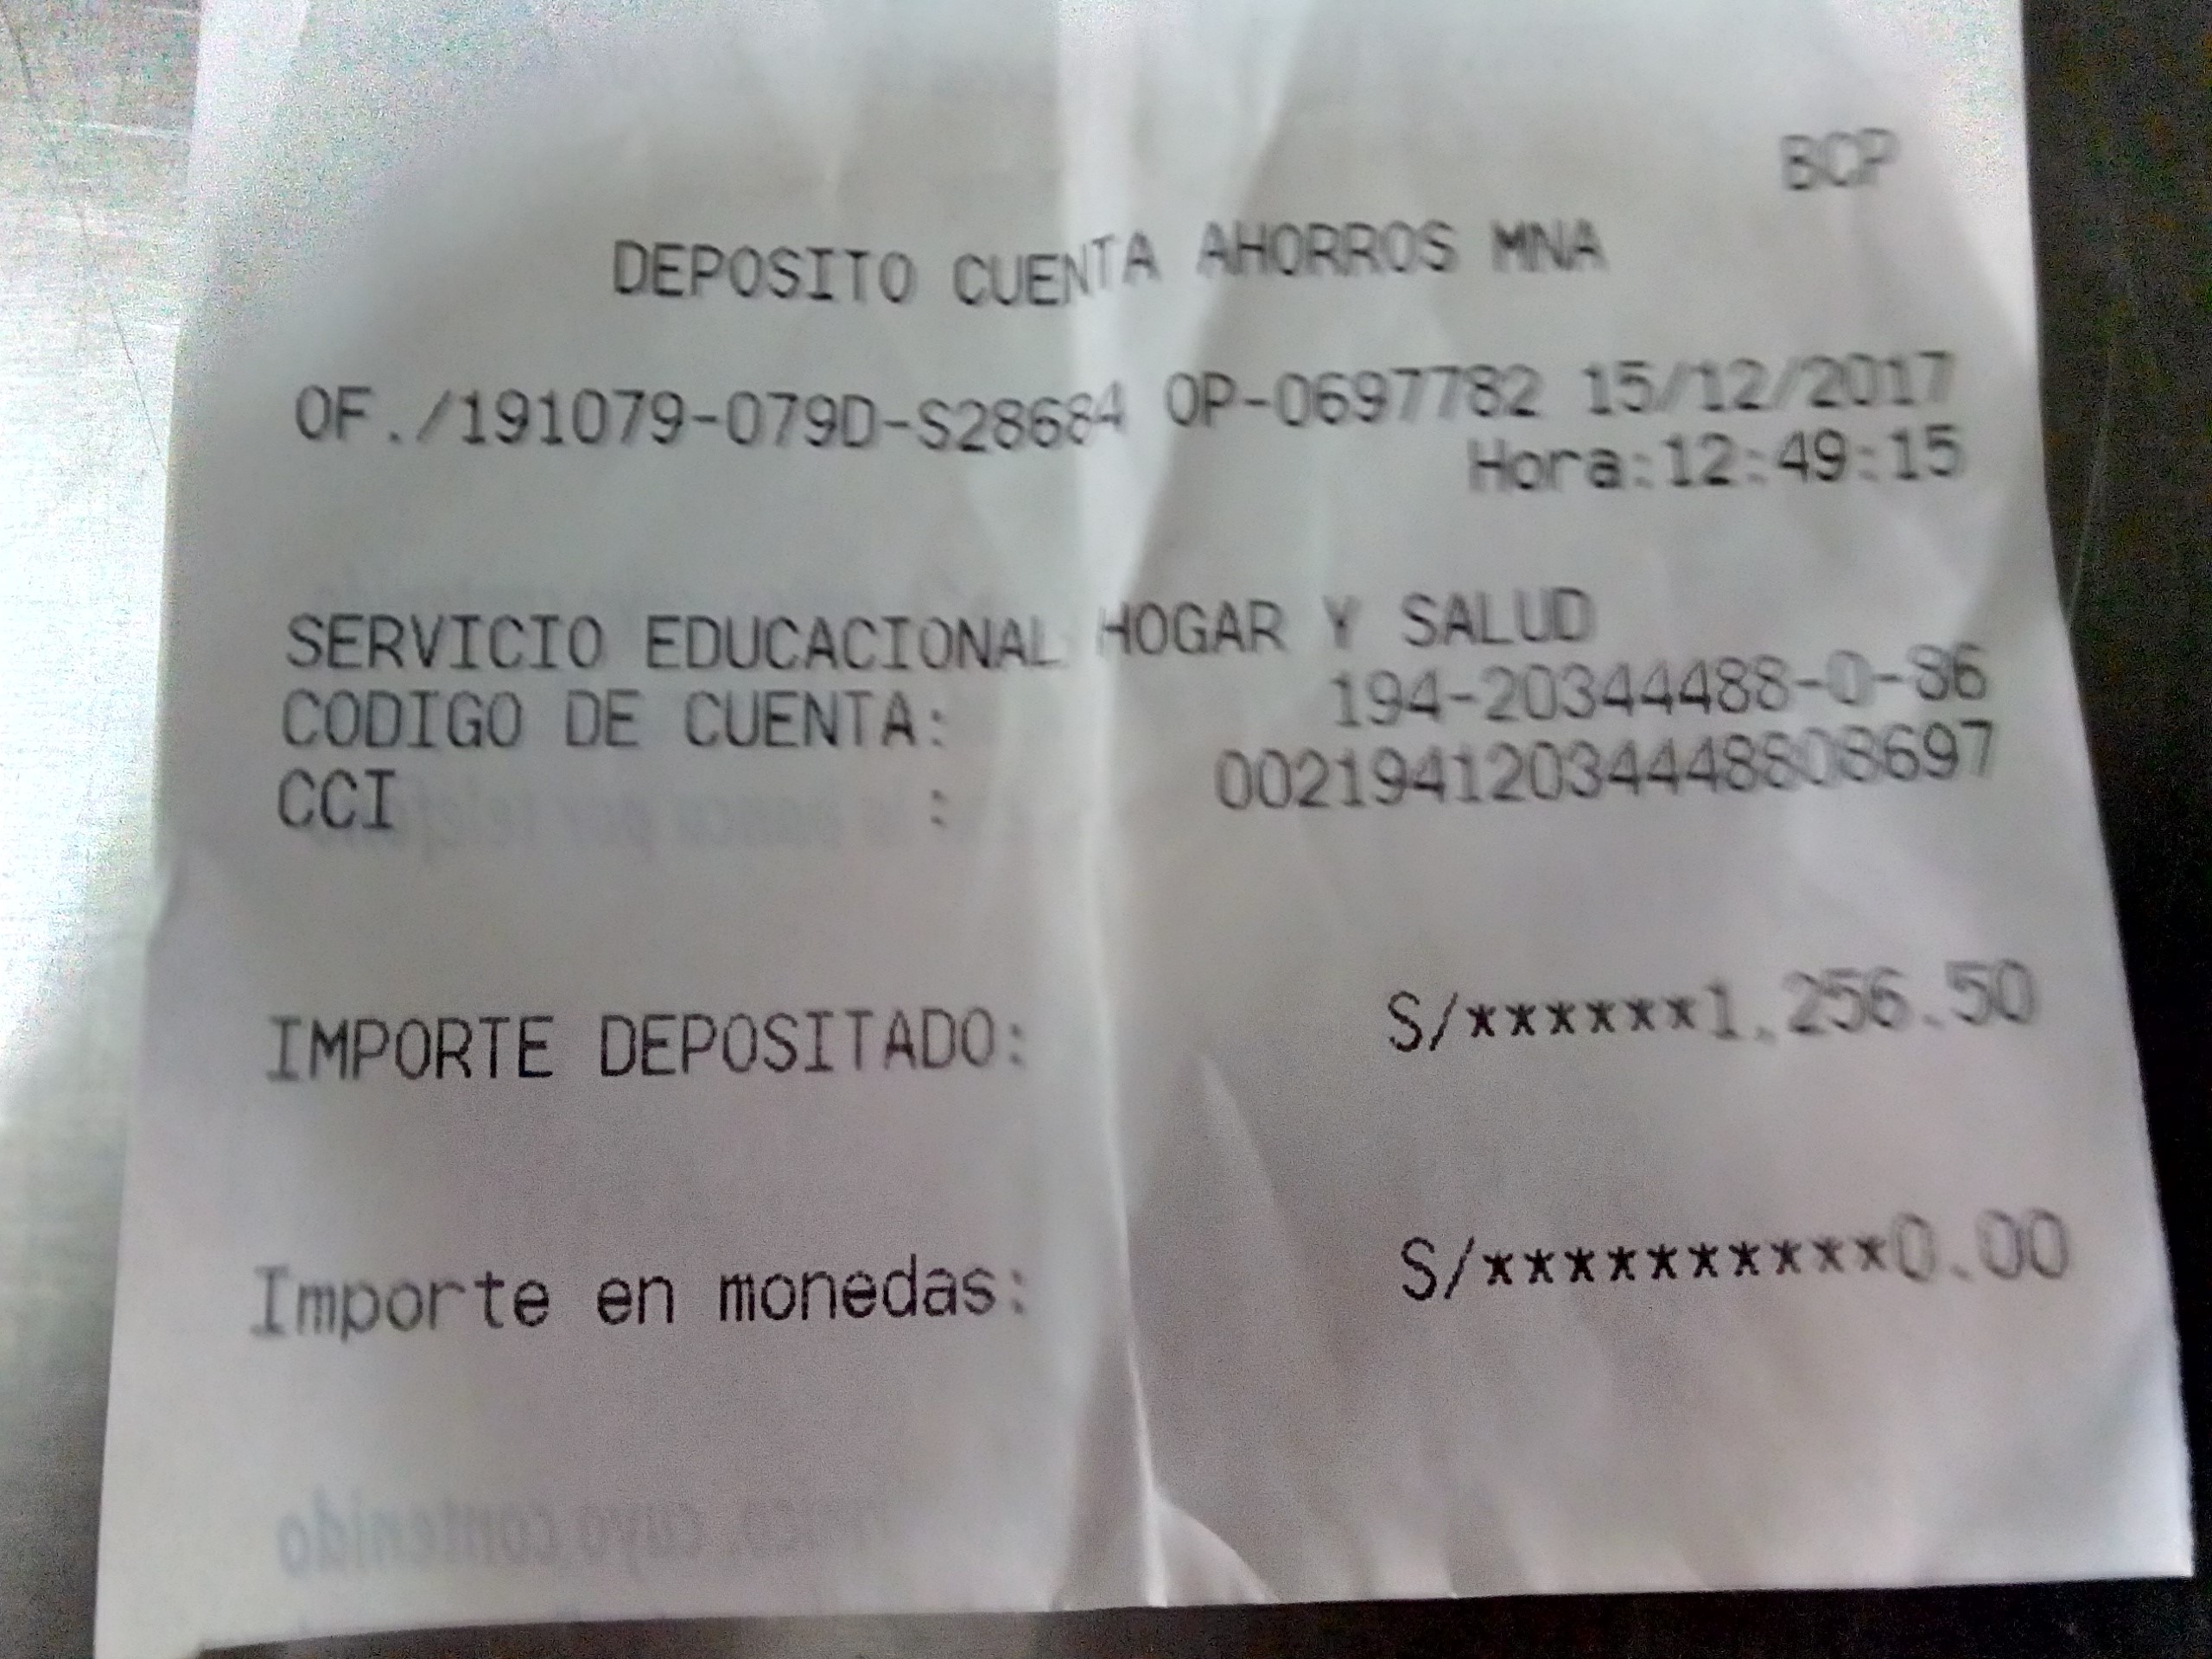 BCP
DEPOSITO CUENTA AHORROS MNA
OF./191079-079D-S28684 OP-0697782 15/12/2017
Hora:12:49:15
SERVICIO EDUCACIONAL HOGAR Y SALUD
CODIGO DE CUENTA: 194-20344488-0-86
CCI : 00219412034448808697
IMPORTE DEPOSITADO: S/******1,256.50
Importe en monedas: S/**********0.00
cuyo contenido